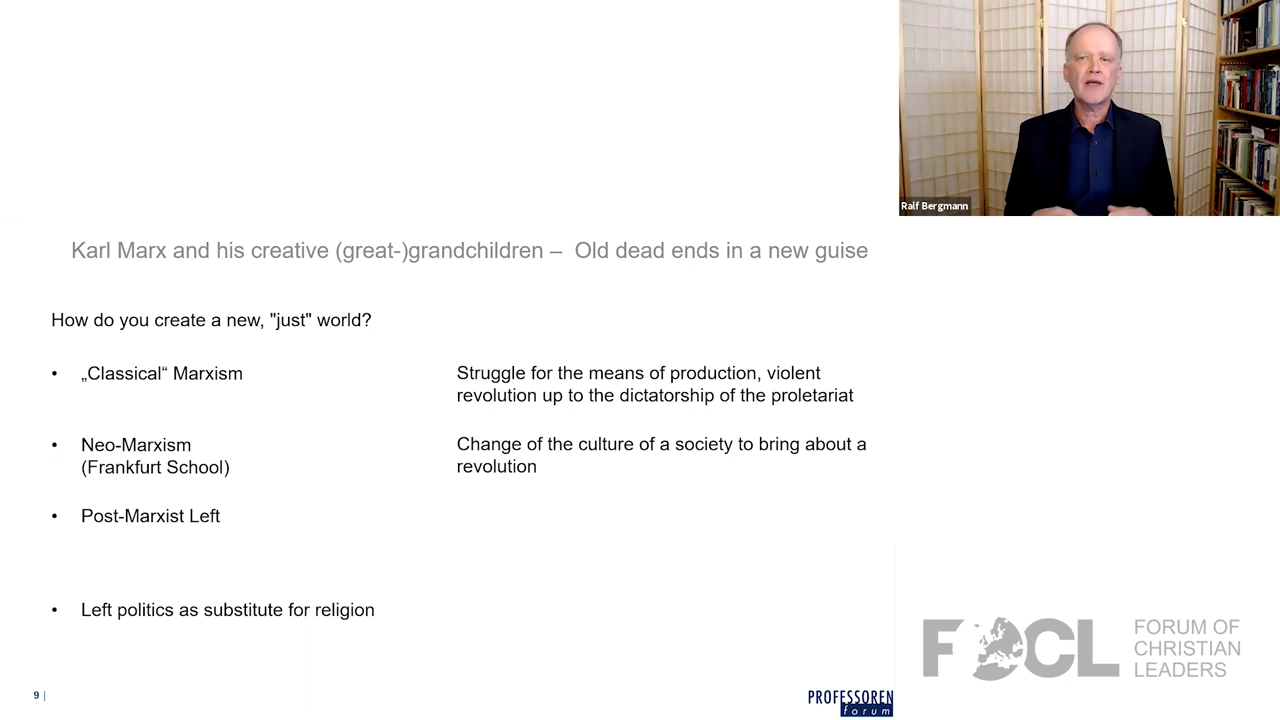 Ralf Bergmann
Karl Marx and his creative (great-)grandchildren – Old dead ends in a new guise
How do you create a new, "just" world?
• „Classical“ Marxism
Struggle for the means of production, violent
revolution up to the dictatorship of the proletariat
• Neo-Marxism
(Frankfurt School)
Change of the culture of a society to bring about a
revolution
• Post-Marxist Left
• Left politics as substitute for religion
FOCL
FORUM OF
CHRISTIAN
LEADERS
9 |
PROFESSOREN
forum